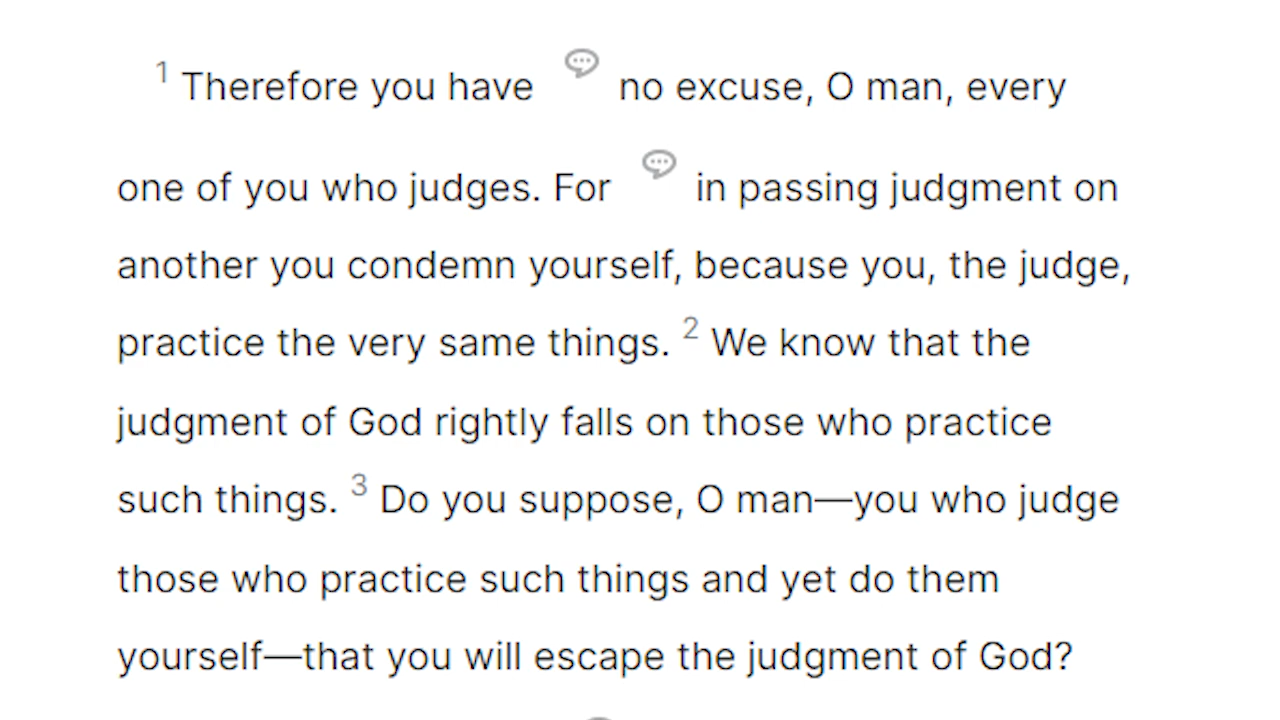 1 Therefore you have no excuse, O man, every
one of you who judges. For in passing judgment on
another you condemn yourself, because you, the judge,
practice the very same things. 2 We know that the
judgment of God rightly falls on those who practice
such things. 3 Do you suppose, O man—you who judge
those who practice such things and yet do them
yourself—that you will escape the judgment of God?